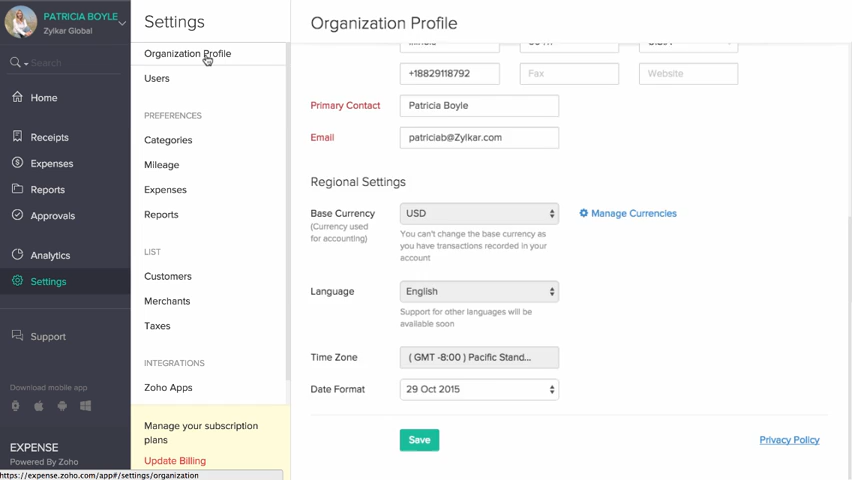 PATRICIA BOYLE
Zylkar Global
Search
Home
Receipts
Expenses
Reports
Approvals
Analytics
Settings
Support
Download mobile app
EXPENSE
Powered By Zoho
Settings
Organization Profile
Users
PREFERENCES
Categories
Mileage
Expenses
Reports
LIST
Customers
Merchants
Taxes
INTEGRATIONS
Zoho Apps
Manage your subscription
plans
Update Billing
https://expense.zoho.com/app#/settings/organization
Organization Profile
+18829118792 Fax Website
Primary Contact Patricia Boyle
Email patriciab@Zylkar.com
Regional Settings
Base Currency USD Manage Currencies
(Currency used
for accounting)
You can't change the base currency as
you have transactions recorded in your
account
Language English
Support for other languages will be
available soon
Time Zone ( GMT -8:00 ) Pacific Stand...
Date Format 29 Oct 2015
Save
Privacy Policy